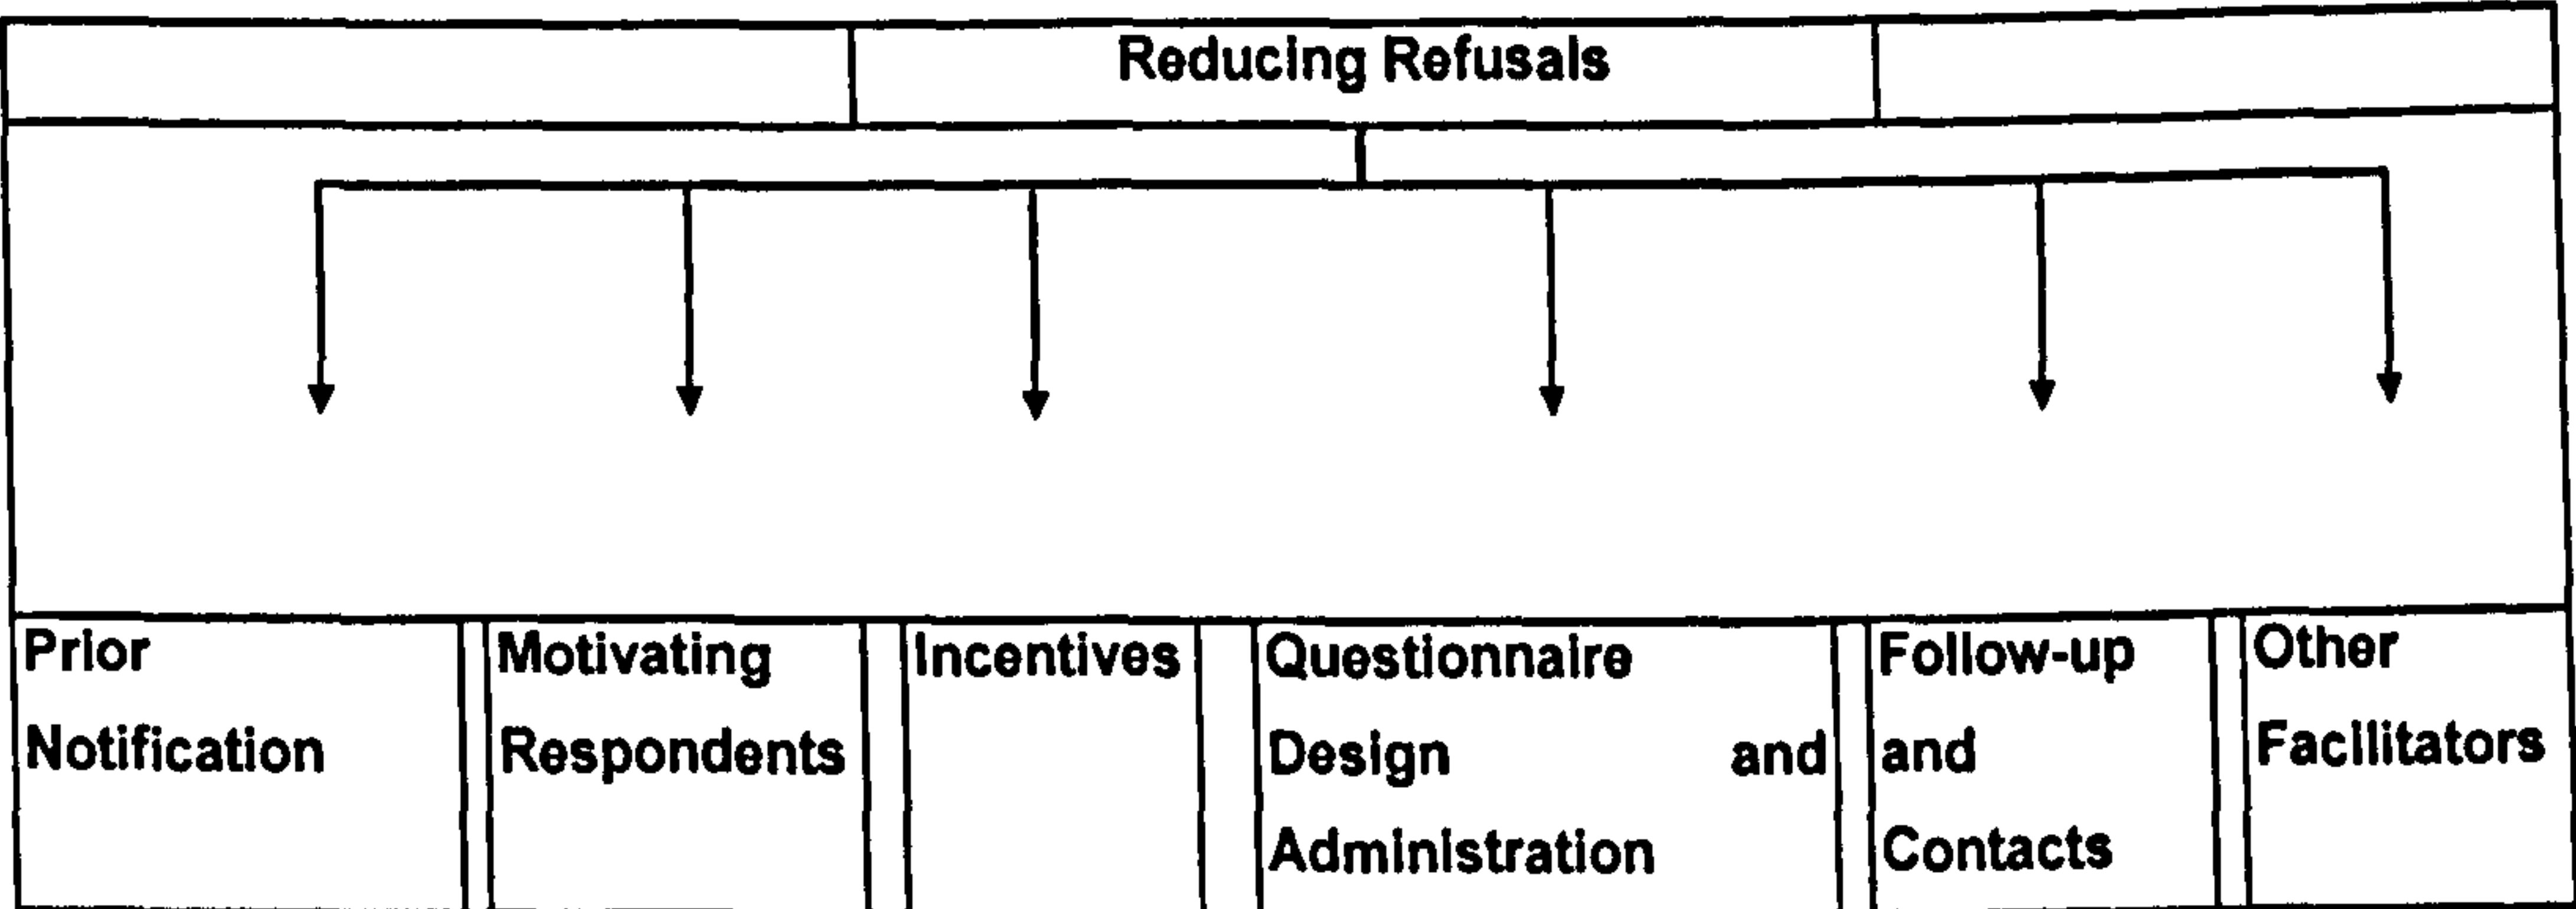 Reducing Refusals
Prior
Notification
Motivating
Respondents
Incentives
Questionnaire
Design and
Administration
Follow-up
and
Contacts
Other
Facilitators